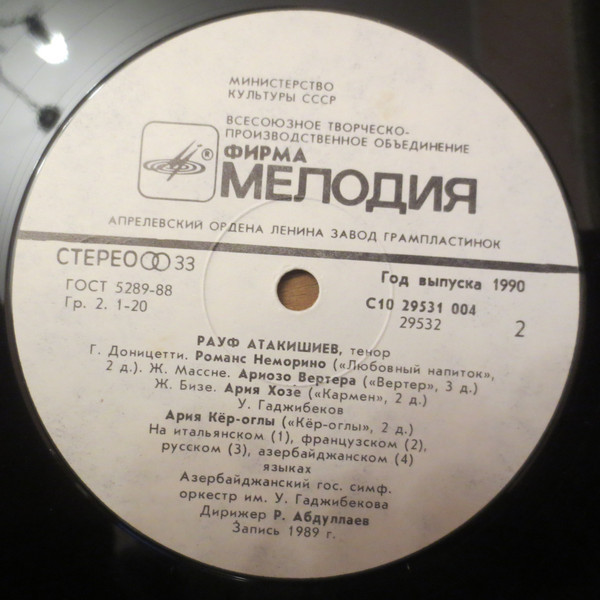 МИНИСТЕРСТВО
КУЛЬТУРЫ СССР
ВСЕСОЮЗНОЕ ТВОРЧЕСКО-
ПРОИЗВОДСТВЕННОЕ ОБЪЕДИНЕНИЕ
®
ФИРМА
МЕЛОДИЯ
АПРЕЛЕВСКИЙ ОРДЕНА ЛЕНИНА ЗАВОД ГРАМПЛАСТИНОК
СТЕРЕО 33
Год выпуска 1990
ГОСТ 5289-88
С10 29531 004
Гр. 2. 1-20
29532
2
РАУФ АТАКИШИЕВ, тенор
Г. Доницетти. Романс Неморино («Любовный напиток»,
2 д.). Ж. Массне. Ариозо Вертера («Вертер», 3 д.)
Ж. Бизе. Ария Хозе («Кармен», 2 д.)
У. Гаджибеков
Ария Кёр-оглы («Кёр-оглы», 2 д.)
На итальянском (1), французском (2),
русском (3), азербайджанском (4)
языках
Азербайджанский гос. симф.
оркестр им. У. Гаджибекова
Дирижер Р. Абдуллаев
Запись 1989 г.